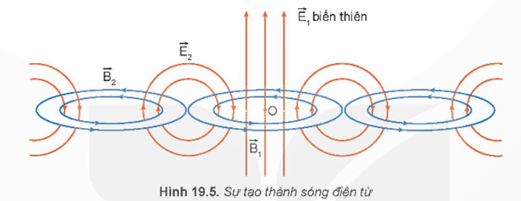 E₁ biến thiên
E₂
B₂
O
B₁
Hình 19.5. Sự tạo thành sóng điện từ